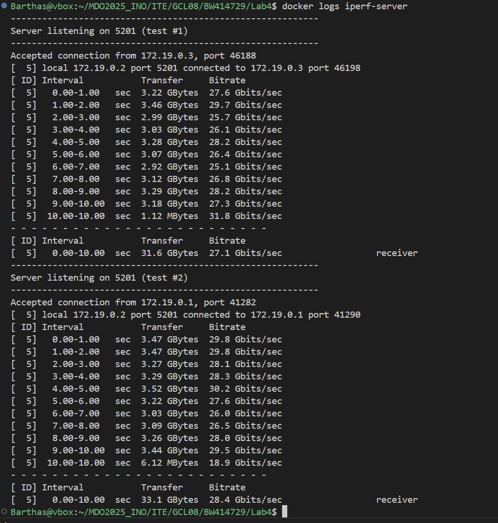 Barthas@vbox:~/MDO2025_INO/ITE/GCL08/BW414729/Lab4$ docker logs iperf-server
-----------------------------------------------------------
Server listening on 5201 (test #1)
-----------------------------------------------------------
Accepted connection from 172.19.0.3, port 46188
[  5] local 172.19.0.2 port 5201 connected to 172.19.0.3 port 46198
[ ID] Interval           Transfer     Bitrate
[  5]   0.00-1.00   sec  3.22 GBytes  27.6 Gbits/sec
[  5]   1.00-2.00   sec  3.46 GBytes  29.7 Gbits/sec
[  5]   2.00-3.00   sec  2.99 GBytes  25.7 Gbits/sec
[  5]   3.00-4.00   sec  3.03 GBytes  26.1 Gbits/sec
[  5]   4.00-5.00   sec  3.28 GBytes  28.2 Gbits/sec
[  5]   5.00-6.00   sec  3.07 GBytes  26.4 Gbits/sec
[  5]   6.00-7.00   sec  2.92 GBytes  25.1 Gbits/sec
[  5]   7.00-8.00   sec  3.12 GBytes  26.8 Gbits/sec
[  5]   8.00-9.00   sec  3.29 GBytes  28.2 Gbits/sec
[  5]   9.00-10.00  sec  3.18 GBytes  27.3 Gbits/sec
[  5]  10.00-10.00  sec  1.12 MBytes  31.8 Gbits/sec
- - - - - - - - - - - - - - - - - - - - - - - - -
[ ID] Interval           Transfer     Bitrate
[  5]   0.00-10.00  sec  31.6 GBytes  27.1 Gbits/sec                  receiver
-----------------------------------------------------------
Server listening on 5201 (test #2)
-----------------------------------------------------------
Accepted connection from 172.19.0.1, port 41282
[  5] local 172.19.0.2 port 5201 connected to 172.19.0.1 port 41290
[ ID] Interval           Transfer     Bitrate
[  5]   0.00-1.00   sec  3.47 GBytes  29.8 Gbits/sec
[  5]   1.00-2.00   sec  3.47 GBytes  29.8 Gbits/sec
[  5]   2.00-3.00   sec  3.27 GBytes  28.1 Gbits/sec
[  5]   3.00-4.00   sec  3.29 GBytes  28.3 Gbits/sec
[  5]   4.00-5.00   sec  3.52 GBytes  30.2 Gbits/sec
[  5]   5.00-6.00   sec  3.22 GBytes  27.6 Gbits/sec
[  5]   6.00-7.00   sec  3.03 GBytes  26.0 Gbits/sec
[  5]   7.00-8.00   sec  3.09 GBytes  26.5 Gbits/sec
[  5]   8.00-9.00   sec  3.26 GBytes  28.0 Gbits/sec
[  5]   9.00-10.00  sec  3.44 GBytes  29.5 Gbits/sec
[  5]  10.00-10.00  sec  6.12 MBytes  18.9 Gbits/sec
- - - - - - - - - - - - - - - - - - - - - - - - -
[ ID] Interval           Transfer     Bitrate
[  5]   0.00-10.00  sec  33.1 GBytes  28.4 Gbits/sec                  receiver
Barthas@vbox:~/MDO2025_INO/ITE/GCL08/BW414729/Lab4$